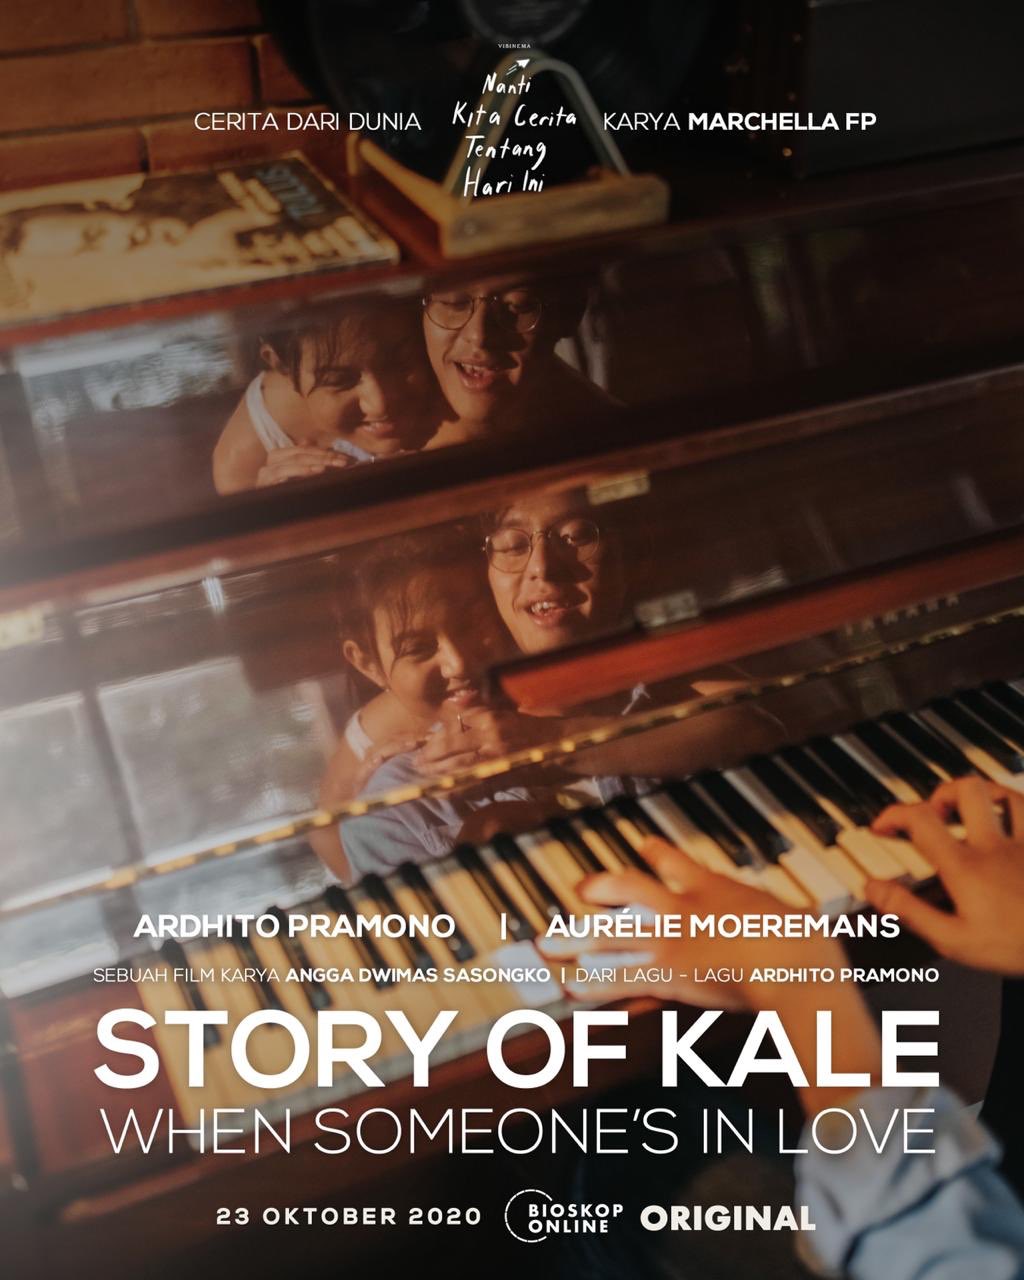 VISINEMA
Nanti
CERITA DARI DUNIA Kita Cerita KARYA MARCHELLA FP
Tentang
Hari Ini
YAMAHA
ARDHITO PRAMONO | AURÉLIE MOEREMANS
SEBUAH FILM KARYA ANGGA DWIMAS SASONGKO | DARI LAGU - LAGU ARDHITO PRAMONO
STORY OF KALE
WHEN SOMEONE'S IN LOVE
23 OKTOBER 2020 BIOSKOP ONLINE ORIGINAL